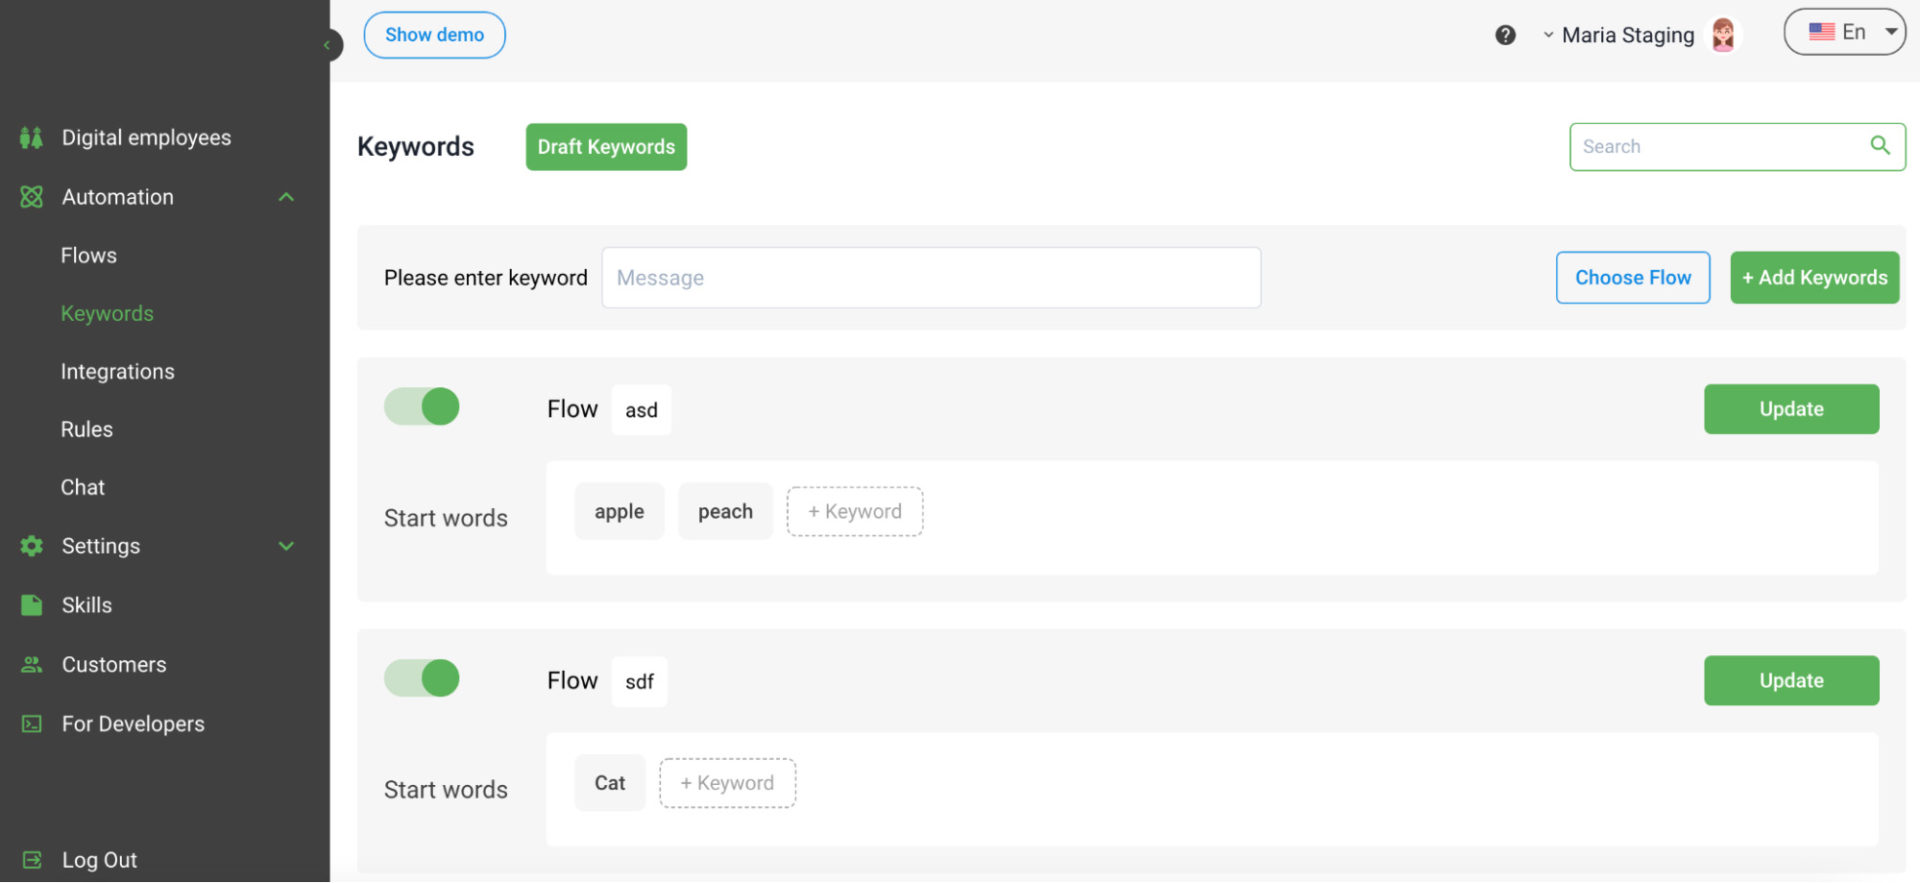 Show demo
Maria Staging
En
Digital employees
Automation
Flows
Keywords
Integrations
Rules
Chat
Settings
Skills
Customers
For Developers
Log Out
Keywords
Draft Keywords
Search
Please enter keyword
Message
Choose Flow
+ Add Keywords
Flow asd
Update
Start words
apple peach + Keyword
Flow sdf
Update
Start words
Cat + Keyword